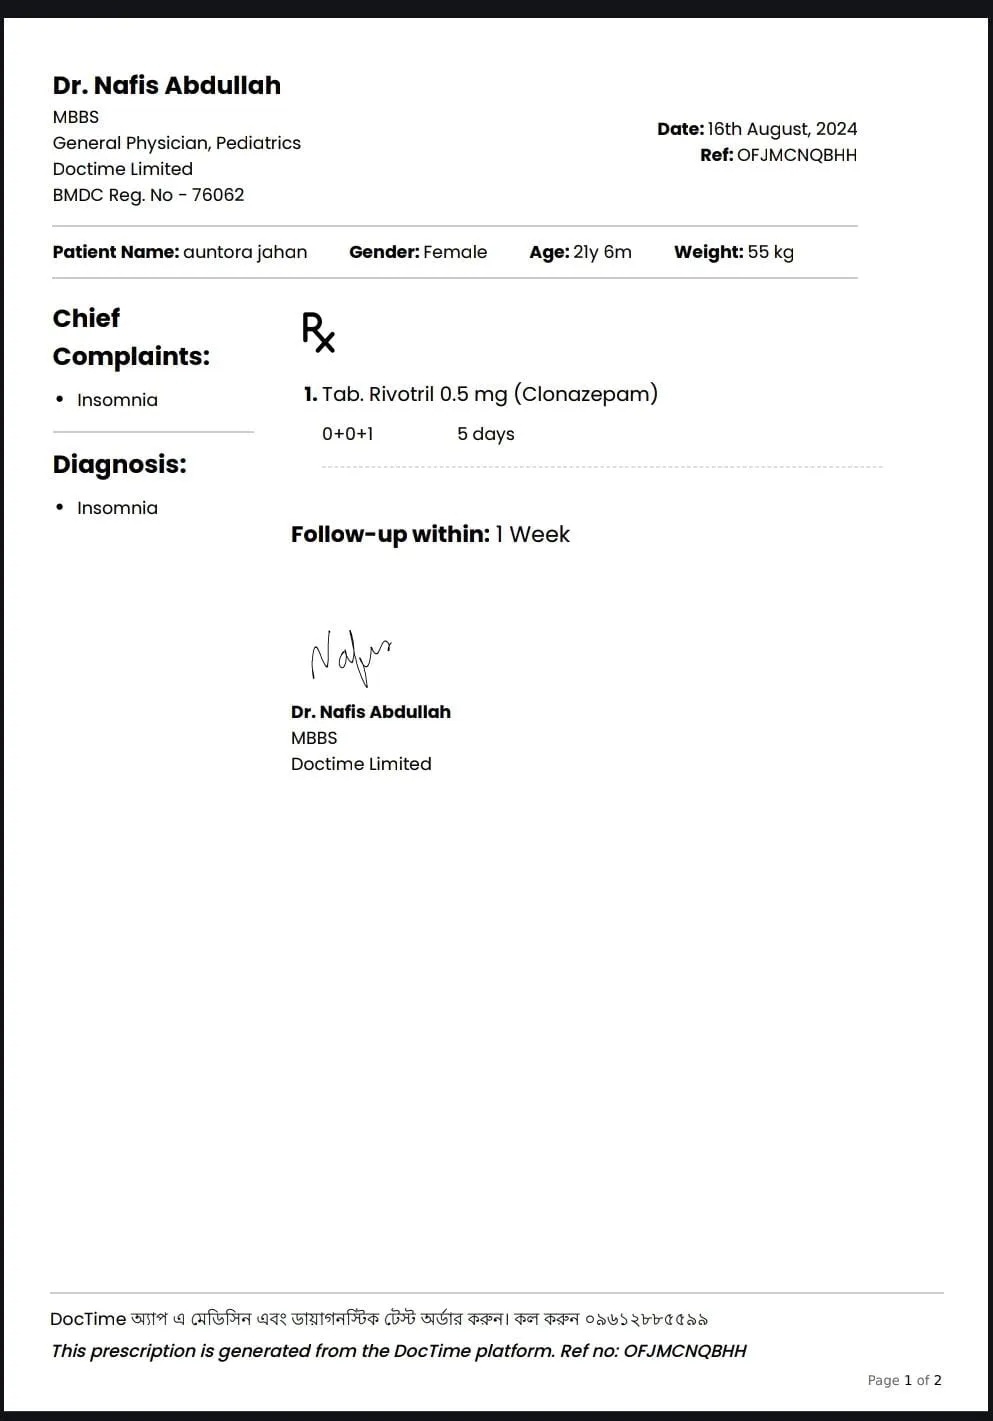 Dr. Nafis Abdullah
MBBS
General Physician, Pediatrics
Doctime Limited
BMDC Reg. No - 76062
Date: 16th August, 2024
Ref: OFJMCNQBHH
Patient Name: auntora jahan Gender: Female Age: 21y 6m Weight: 55 kg
Chief
Complaints:
• Insomnia
Diagnosis:
• Insomnia
Rx
1. Tab. Rivotril 0.5 mg (Clonazepam)
0+0+1 5 days
Follow-up within: 1 Week
Nafis
Dr. Nafis Abdullah
MBBS
Doctime Limited
DocTime অ্যাপ এ মেডিসিন এবং ডায়াগনস্টিক টেস্ট অর্ডার করুন। কল করুন ০৯৬১২৮৮৫৫৯৯
This prescription is generated from the DocTime platform. Ref no: OFJMCNQBHH
Page 1 of 2